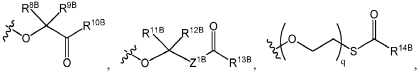 R8B R9B R10B O O , R11B R12B O O Z1B R13B , ( O ) q S O R14B ,